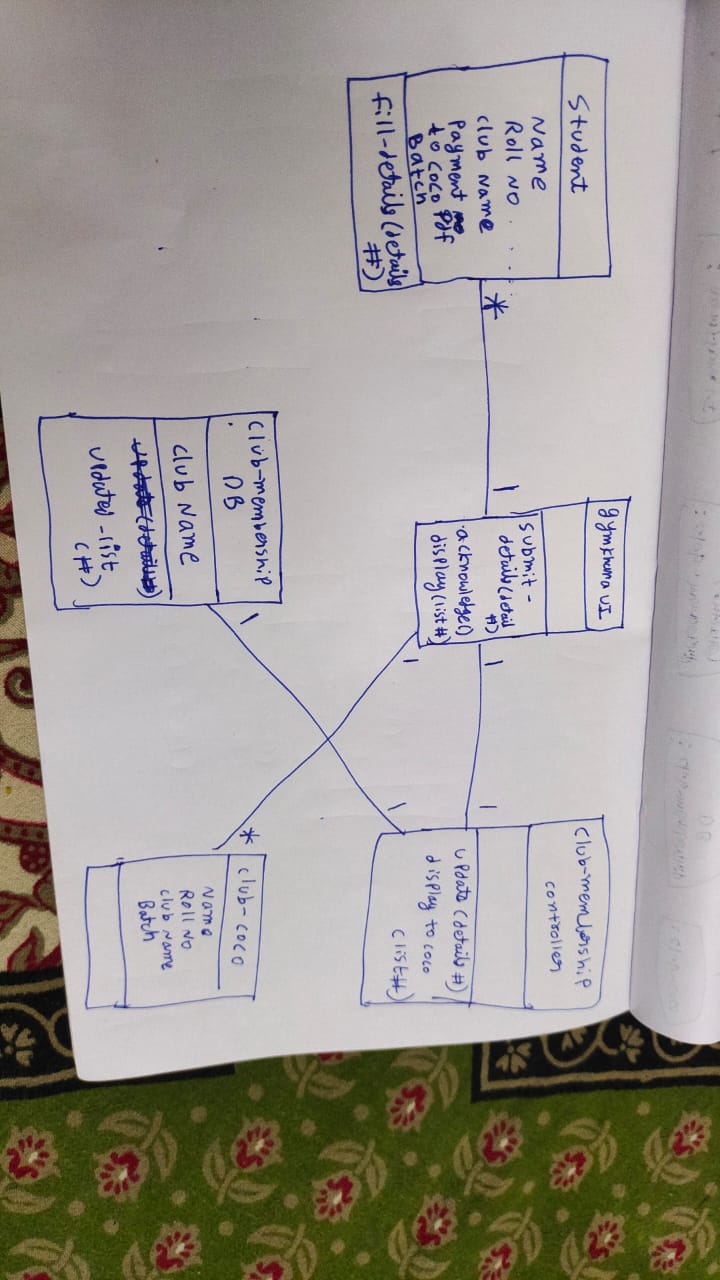 Student
Name
Roll No
Club Name
Payment
to coco Pdf
Batch
Fill-details (details
#)
*
1
gymkhana UI
submit-
details (detail
#)
.acknowledge()
display (list #)
1
1
1
Club-membership
controller
update (details #)
display to coco
(list #)
1
Club-membership
DB
Club Name
update (details #)
updated-list
(#)
1
*
Club-coco
Name
Roll No
Club Name
Batch